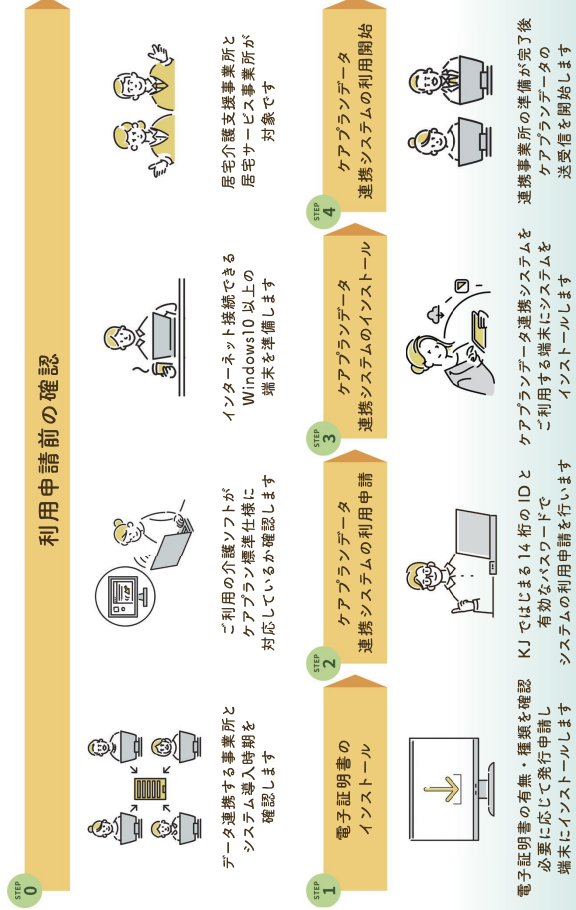 STEP
0
利用申請前の確認
データ連携する事業所と
システム導入時期を
確認します
ご利用の介護ソフトが
ケアプラン標準仕様に
対応しているか確認します
インターネット接続できる
Windows10 以上の
端末を準備します
居宅介護支援事業所と
居宅サービス事業所が
対象です
STEP
1
電子証明書の
インストール
電子証明書の有無・種類を確認
必要に応じて発行申請し
端末にインストールします
STEP
2
ケアプランデータ
連携システムの利用申請
KJ ではじまる 14 桁の ID と
有効なパスワードで
システムの利用申請を行います
STEP
3
ケアプランデータ
連携システムのインストール
ケアプランデータ連携システムを
ご利用する端末にシステムを
インストールします
STEP
4
ケアプランデータ
連携システムの利用開始
連携事業所の準備が完了後
ケアプランデータの
送受信を開始します